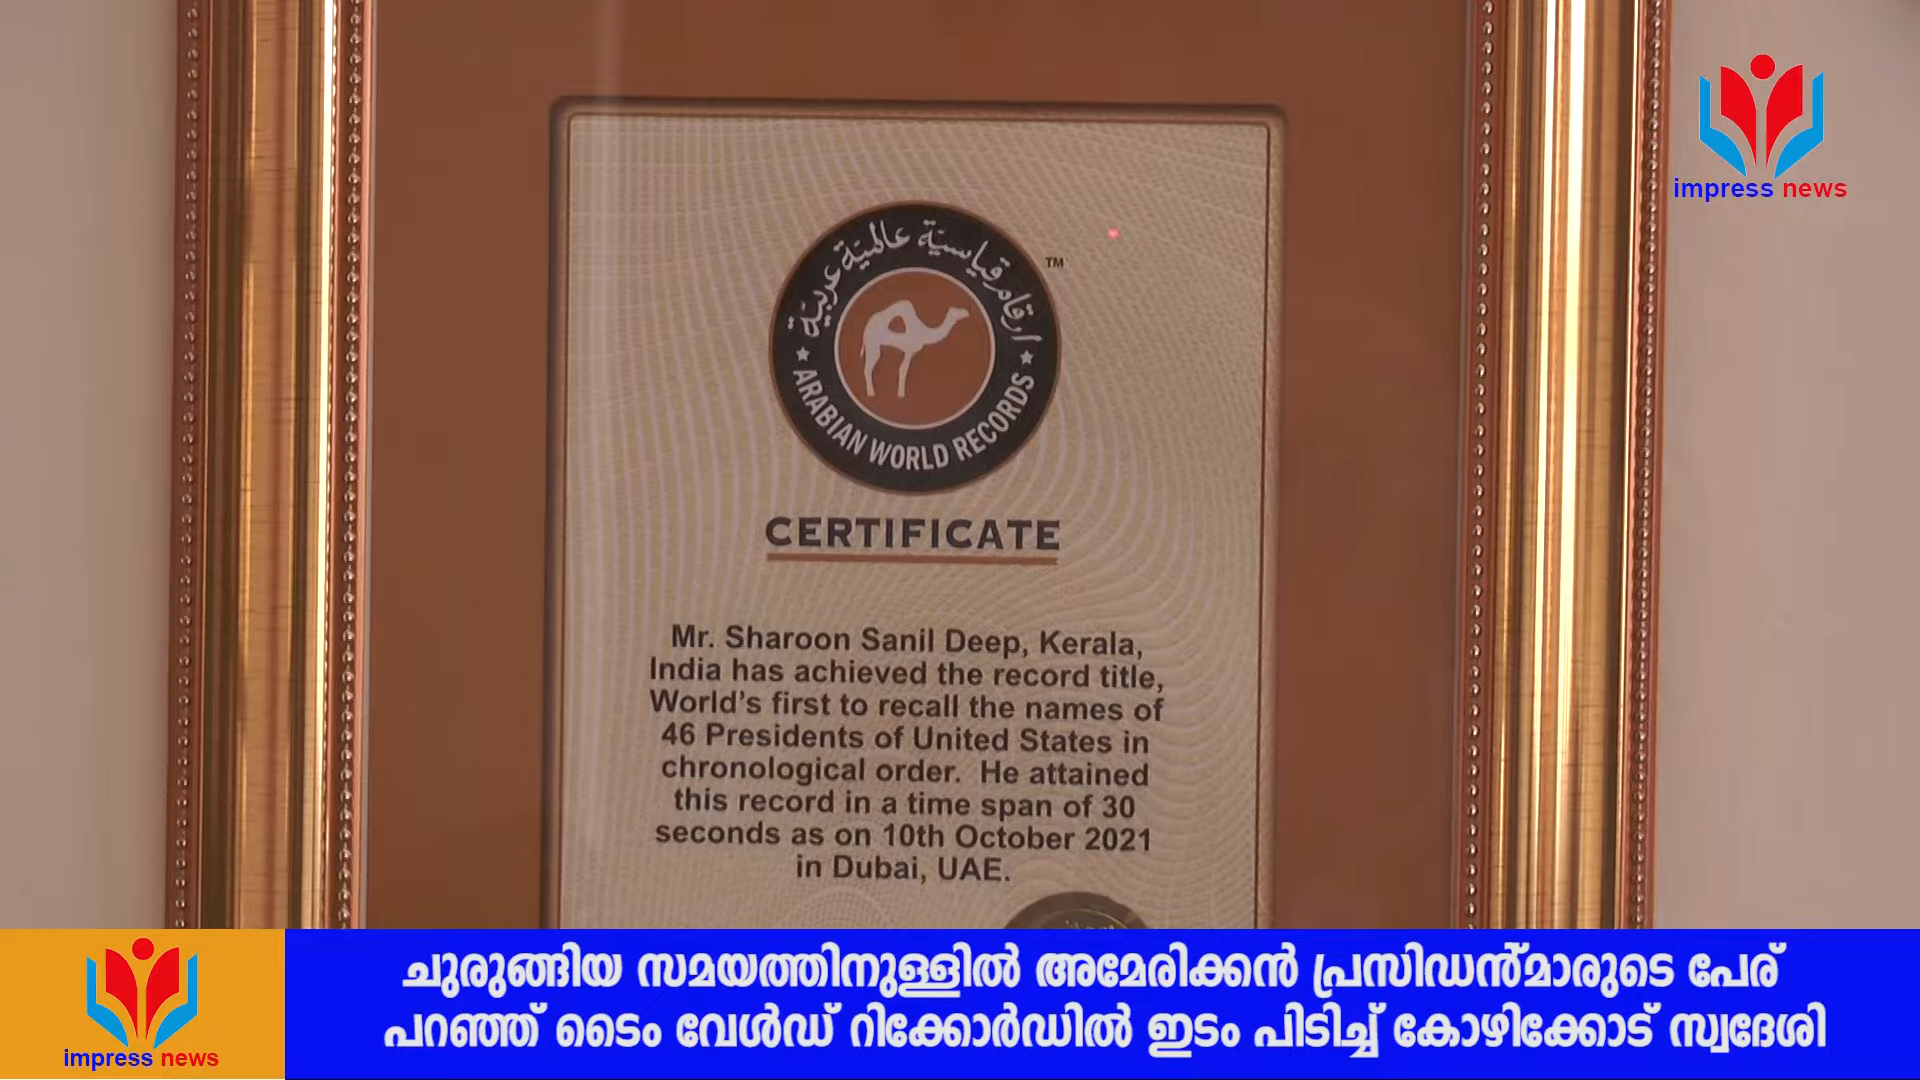 impress news
ارقام قياسية عالمية عربية
TM
★ ARABIAN WORLD RECORDS ★
CERTIFICATE
Mr. Sharoon Sanil Deep, Kerala,
India has achieved the record title,
World's first to recall the names of
46 Presidents of United States in
chronological order. He attained
this record in a time span of 30
seconds as on 10th October 2021
in Dubai, UAE.
impress news
ചുരുങ്ങിയ സമയത്തിനുള്ളിൽ അമേരിക്കൻ പ്രസിഡൻ്മാരുടെ പേര്
പറഞ്ഞ് ടൈം വേൾഡ് റിക്കോർഡിൽ ഇടം പിടിച്ച് കോഴിക്കോട് സ്വദേശി